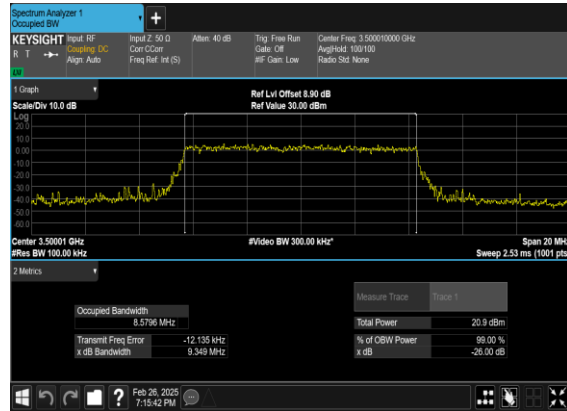 Spectrum Analyzer 1
Occupied BW
+
KEYSIGHT Input: RF Input Z: 50 Ω Atten: 40 dB Trig: Free Run Center Freq: 3.500010000 GHz
R T Coupling: DC Corr CCorr Gate: Off Avg|Hold: 100/100
Align: Auto Freq Ref: Int (S) #IF Gain: Low Radio Std: None
LW
1 Graph
Ref Lvl Offset 8.90 dB
Scale/Div 10.0 dB Ref Value 30.00 dBm
Log
20.0
10.0
0.00
-10.0
-20.0
-30.0
-40.0
-50.0
-60.0
Center 3.50001 GHz #Video BW 300.00 kHz* Span 20 MHz
#Res BW 100.00 kHz Sweep 2.53 ms (1001 pts
2 Metrics
Measure Trace Trace 1
Occupied Bandwidth
8.5796 MHz Total Power 20.9 dBm
Transmit Freq Error -12.135 kHz % of OBW Power 99.00 %
x dB Bandwidth 9.349 MHz x dB -26.00 dB
? Feb 26, 2025
7:15:42 PM